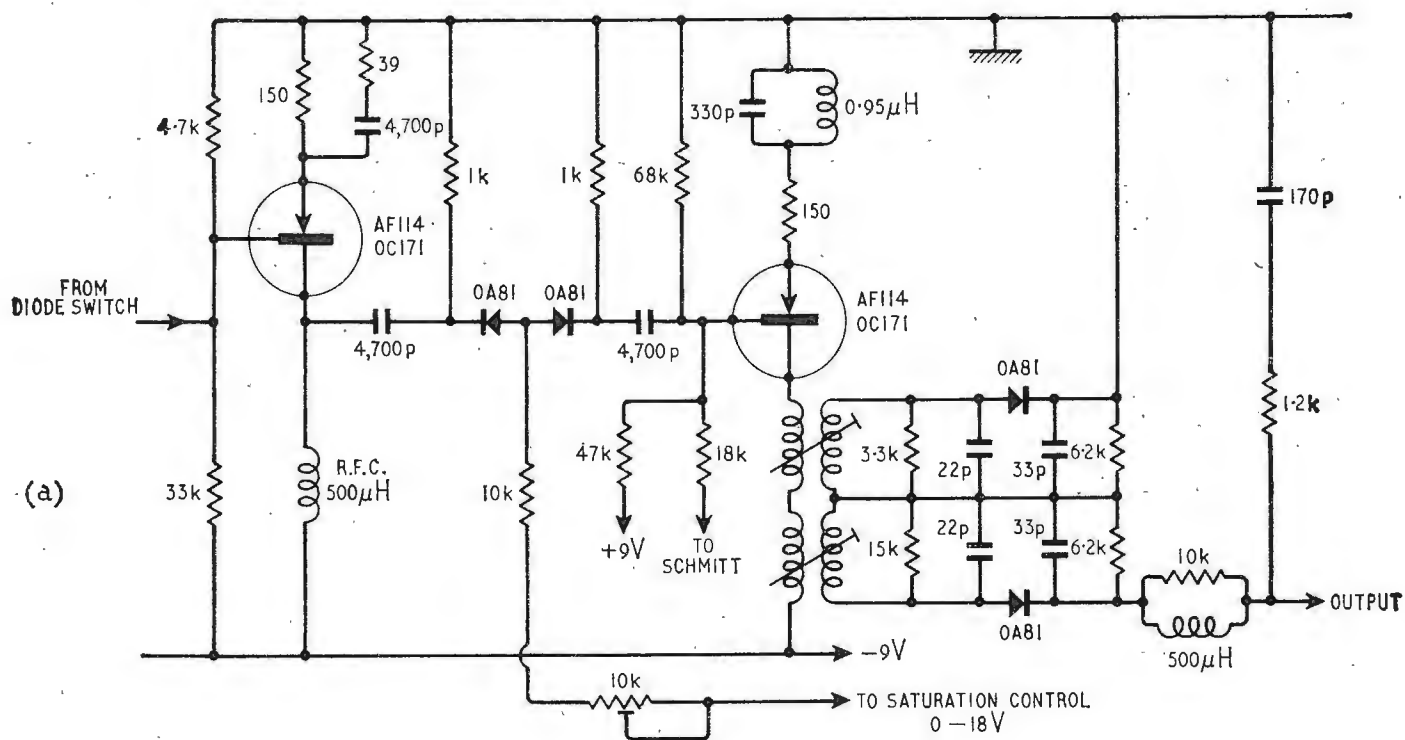 39
150
4,700p
4.7k
1k
1k
68k
330p
0.95µH
150
170p
AF114
OC171
AF114
OC171
FROM
DIODE SWITCH
OA81
OA81
4,700p
4,700p
OA81
1.2k
33k
R.F.C.
500µH
10k
47k
18k
3.3k
22p
33p
6.2k
(a)
+9V
TO
SCHMITT
15k
22p
33p
6.2k
10k
OUTPUT
OA81
500µH
-9V
10k
TO SATURATION CONTROL
0 -18V